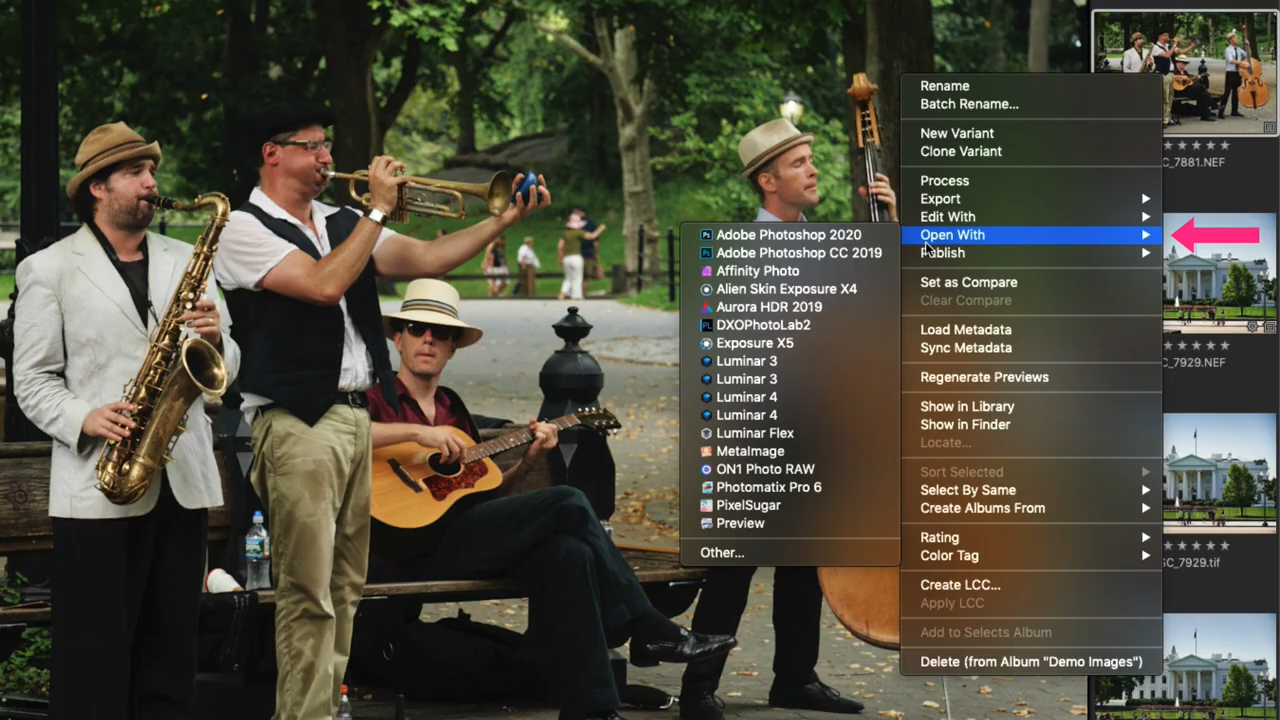 Rename
Batch Rename...
New Variant
Clone Variant
Process
Export
Edit With
Open With
Publish
Set as Compare
Clear Compare
Load Metadata
Sync Metadata
Regenerate Previews
Show in Library
Show in Finder
Locate...
Sort Selected
Select By Same
Create Albums From
Rating
Color Tag
Create LCC...
Apply LCC
Add to Selects Album
Delete (from Album "Demo Images")
Adobe Photoshop 2020
Adobe Photoshop CC 2019
Affinity Photo
Alien Skin Exposure X4
Aurora HDR 2019
DXOPhotoLab2
Exposure X5
Luminar 3
Luminar 3
Luminar 4
Luminar 4
Luminar Flex
MetaImage
ON1 Photo RAW
Photomatix Pro 6
PixelSugar
Preview
Other...
C_7881.NEF
C_7929.NEF
SC_7929.tif